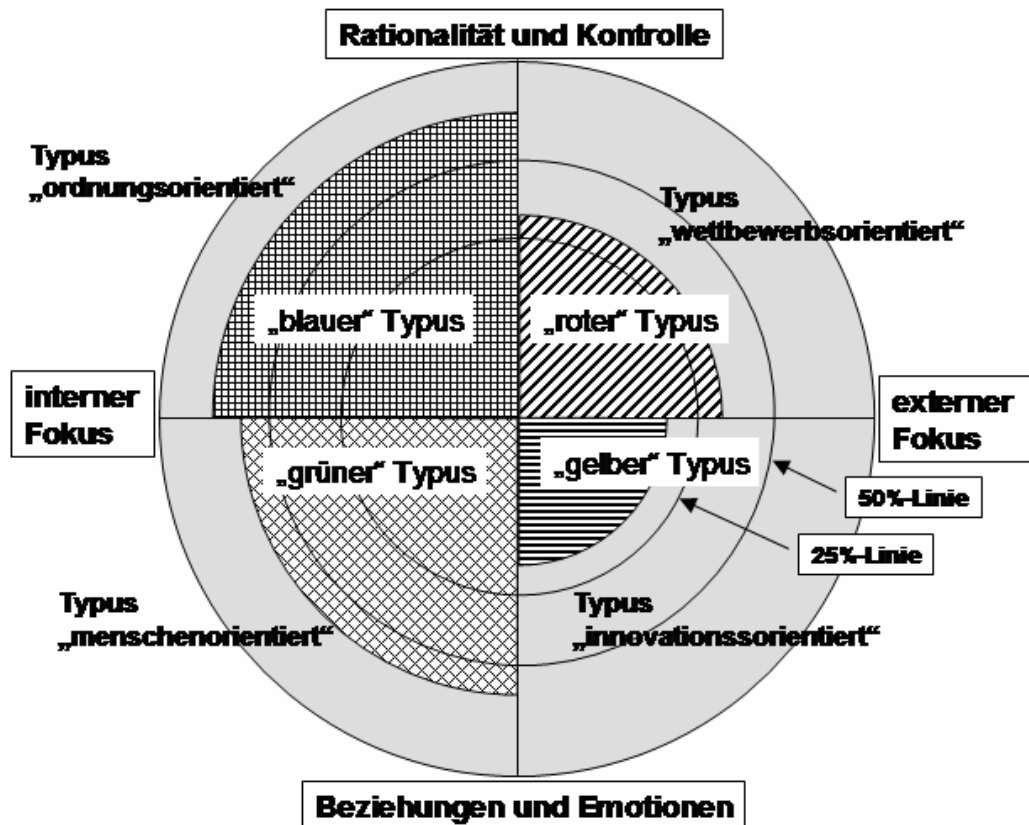 Rationalität und Kontrolle
Typus
„ordnungsorientiert“
Typus
„wettbewerbsorientiert“
„blauer“ Typus
„roter“ Typus
interner
Fokus
externer
Fokus
„grüner“ Typus
„gelber“ Typus
50%-Linie
25%-Linie
Typus
„menschenorientiert“
Typus
„innovationssorientiert“
Beziehungen und Emotionen